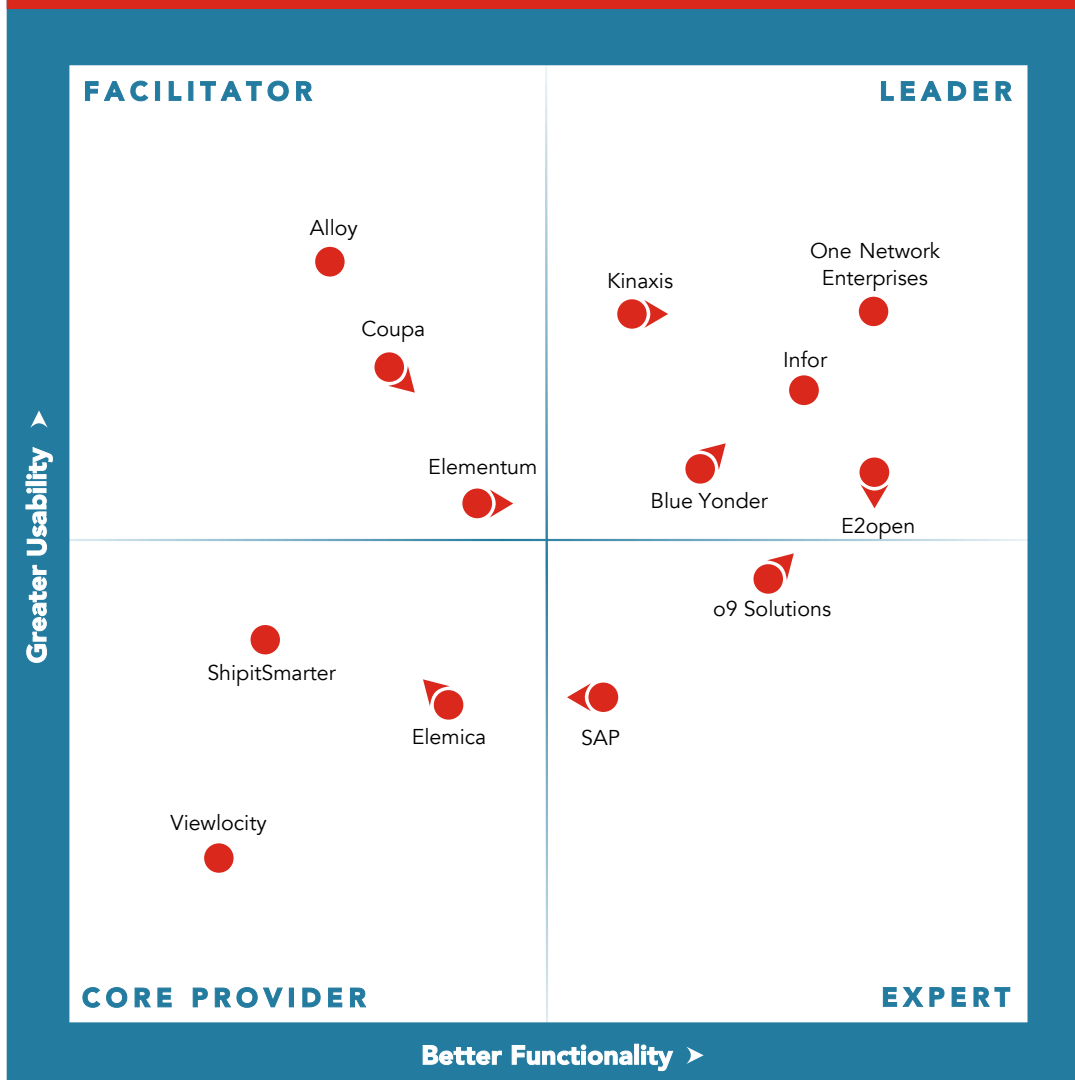 FACILITATOR
LEADER
Alloy
One Network
Enterprises
Kinaxis
Coupa
Infor
Elementum
Blue Yonder
E2open
Greater Usability
o9 Solutions
ShipitSmarter
Elemica
SAP
Viewlocity
CORE PROVIDER
EXPERT
Better Functionality